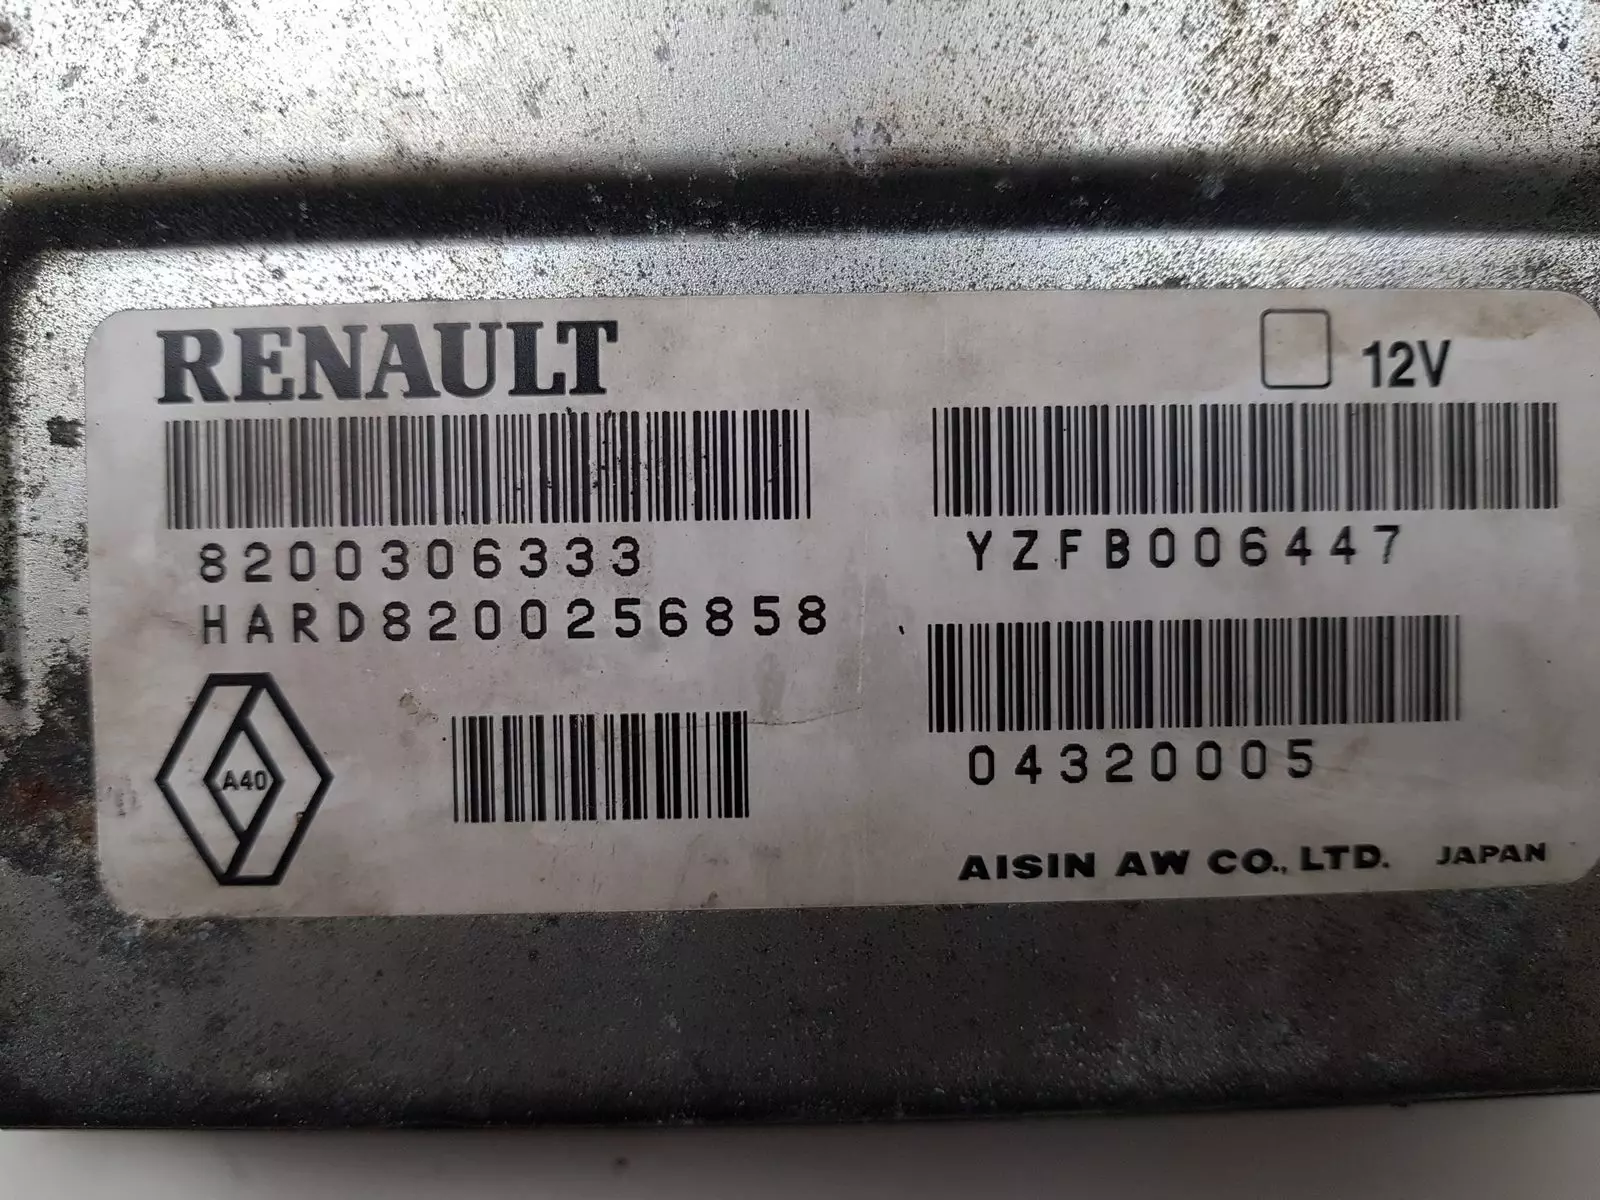 RENAULT
12V
8200306333
HARD8200256858
YZFB006447
A40
04320005
AISIN AW CO., LTD. JAPAN